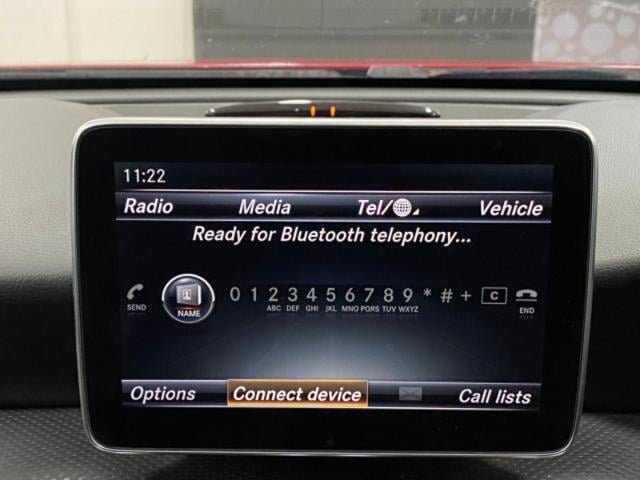 11:22
Radio Media Tel/ Vehicle
Ready for Bluetooth telephony...
0 1 2 3 4 5 6 7 8 9 * # + C
SEND NAME ABC DEF GHI JKL MNO PQRS TUV WXYZ END
Options Connect device Call lists